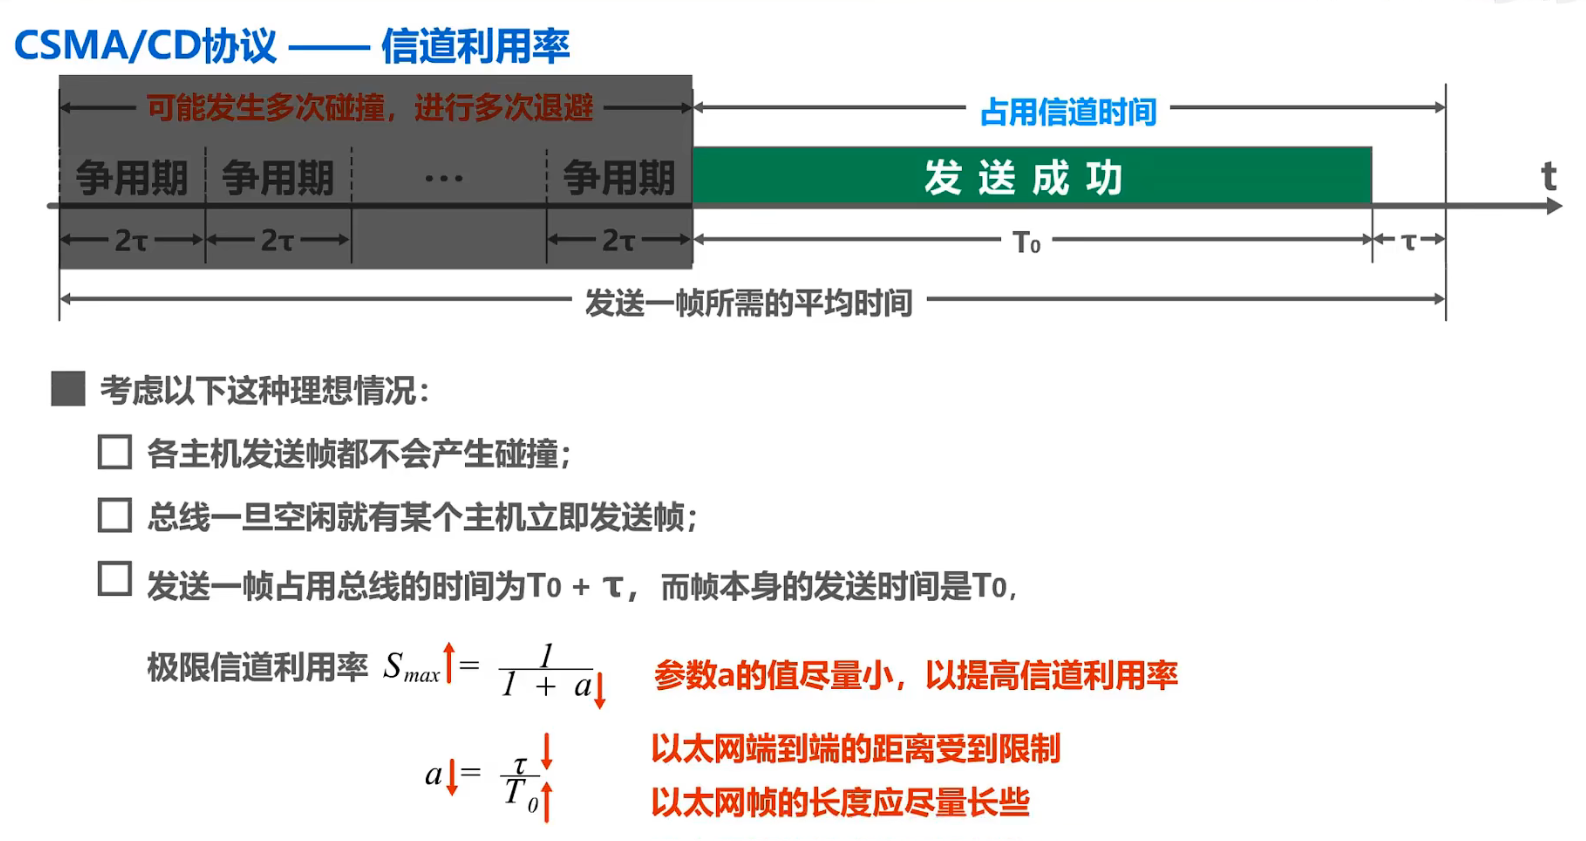 CSMA/CD协议 —— 信道利用率
可能发生多次碰撞，进行多次退避
占用信道时间
争用期 争用期 … 争用期 发送成功 t
2τ 2τ 2τ T₀ τ
发送一帧所需的平均时间
考虑以下这种理想情况：
各主机发送帧都不会产生碰撞；
总线一旦空闲就有某个主机立即发送帧；
发送一帧占用总线的时间为T₀ + τ，而帧本身的发送时间是T₀，
极限信道利用率 Sₘₐₓ = 1 / (1 + a) 参数a的值尽量小，以提高信道利用率
以太网端到端的距离受到限制
a = τ / T₀
以太网帧的长度应尽量长些